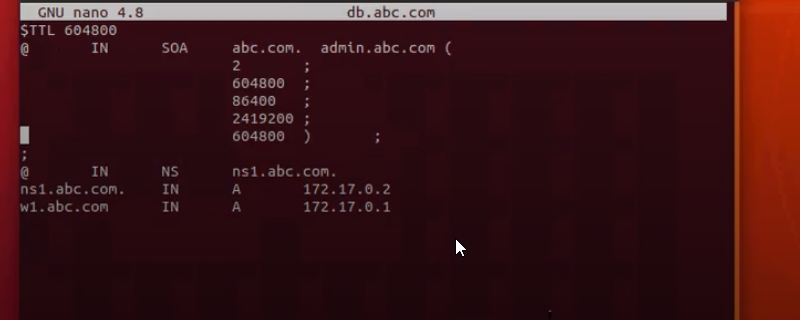 GNU nano 4.8 db.abc.com
$TTL 604800
@ IN SOA abc.com. admin.abc.com (
2 ;
604800 ;
86400 ;
2419200 ;
604800 ) ;
;
@ IN NS ns1.abc.com.
ns1.abc.com. IN A 172.17.0.2
w1.abc.com IN A 172.17.0.1